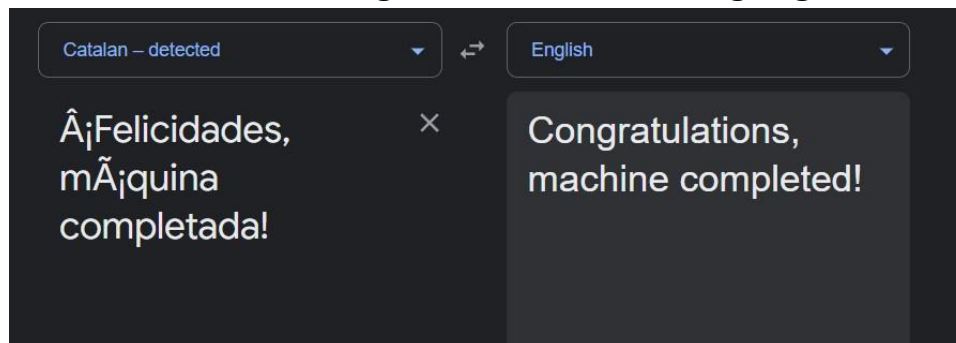 Catalan – detected
English
Â¡Felicidades,
mÃ¡quina
completada!
Congratulations,
machine completed!